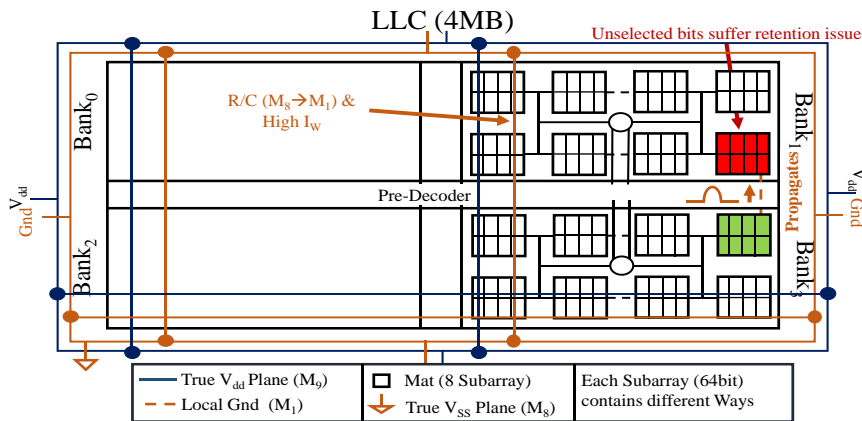 LLC (4MB)
Unselected bits suffer retention issue
R/C (M8→M1) &
High IW
Bank0
Bank1
Propagates
Vdd
Gnd
Pre-Decoder
Vdd
Gnd
Bank2
Bank3
True Vdd Plane (M9)
Local Gnd (M1)
Mat (8 Subarray)
True VSS Plane (M8)
Each Subarray (64bit)
contains different Ways